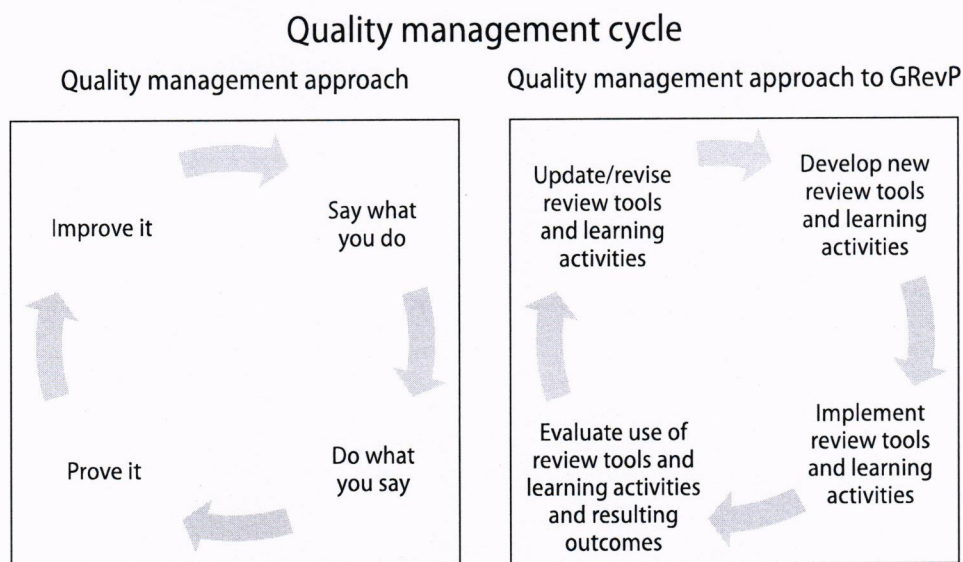 Quality management cycle
Quality management approach
Improve it
Say what
you do
Do what
you say
Prove it
Quality management approach to GRevP
Update/revise
review tools
and learning
activities
Develop new
review tools
and learning
activities
Implement
review tools
and learning
activities
Evaluate use of
review tools and
learning activities
and resulting
outcomes